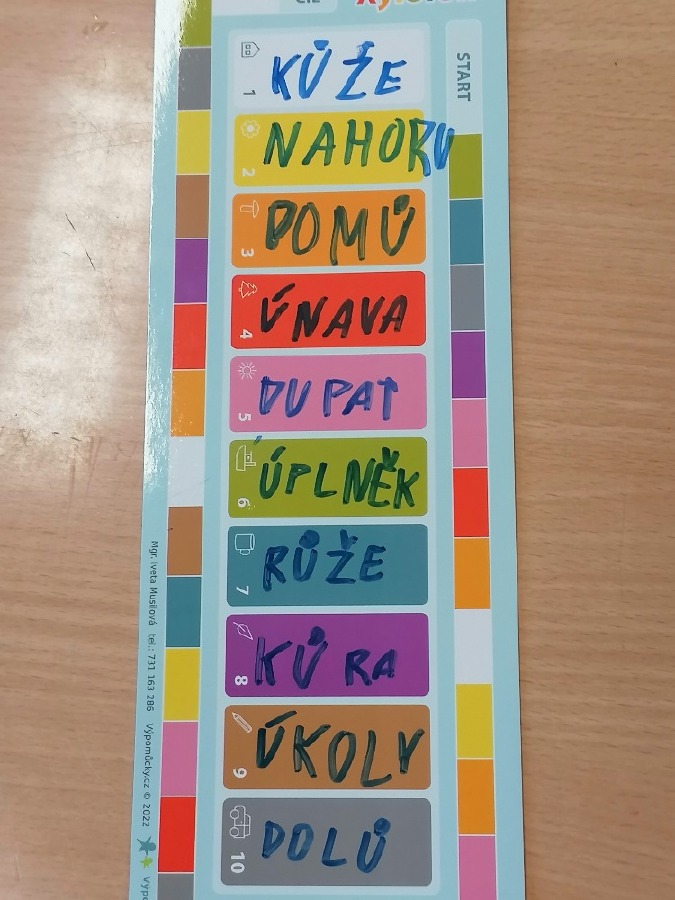 START
1 KŮŽE
2 NAHORU
3 DOMŮ
4 ÚNAVA
5 DUPAT
6 ÚPLNĚK
7 RŮŽE
8 KŮRA
9 ÚKOLY
10 DOLŮ
Mgr. Iveta Musilová tel.: 731 163 286 Výpomůcky.cz © 2022